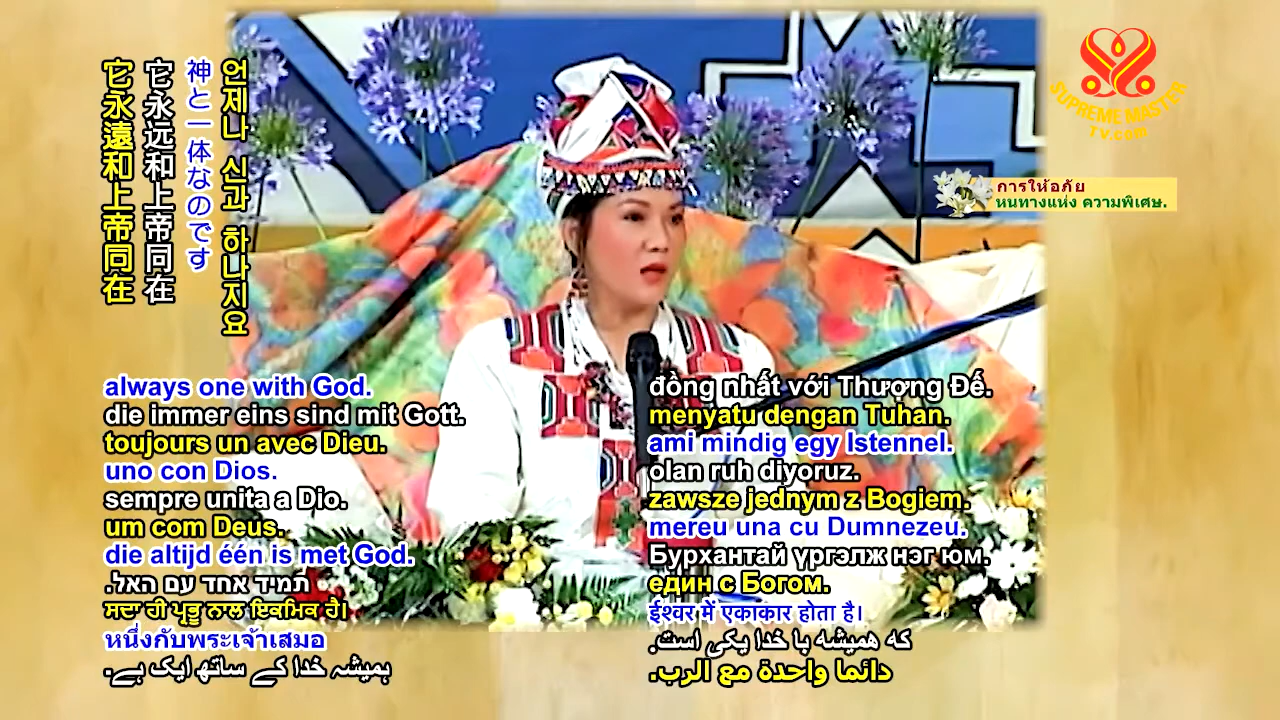 언제나 신과 하나지요
神と一体なのです
它永远和上帝同在
它永遠和上帝同在
SUPREME MASTER
TV.com
การให้อภัย
หนทางแห่ง ความพิเศษ.
always one with God.
die immer eins sind mit Gott.
toujours un avec Dieu.
uno con Dios.
sempre unita a Dio.
um com Deus.
die altijd één is met God.
תמיד אחד עם האל.
ਸਦਾ ਹੀ ਪ੍ਰਭੂ ਨਾਲ ਇਕਮਿਕ ਹੈ।
หนึ่งกับพระเจ้าเสมอ
ہمیشہ خدا کے ساتھ ایک ہے.
đồng nhất với Thượng Đế.
menyatu dengan Tuhan.
ami mindig egy Istennel.
olan ruh diyoruz.
zawsze jednym z Bogiem.
mereu una cu Dumnezeu.
Бурхантай үргэлж нэг юм.
един с Богом.
ईश्वर में एकाकार होता है।
که همیشه با خدا یکی است.
دائما واحدة مع الرب.